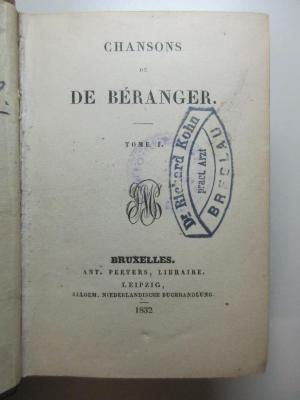 CHANSONS
DE
DE BÉRANGER.
TOME I.
Dr Richard Kohn
pract. Arzt
BRESLAU
BRUXELLES.
ANT. PEETERS, LIBRAIRE.
LEIPZIG,
ALLGEM. NIEDERLANDISCHE BUCHHANDLUNG.
1832